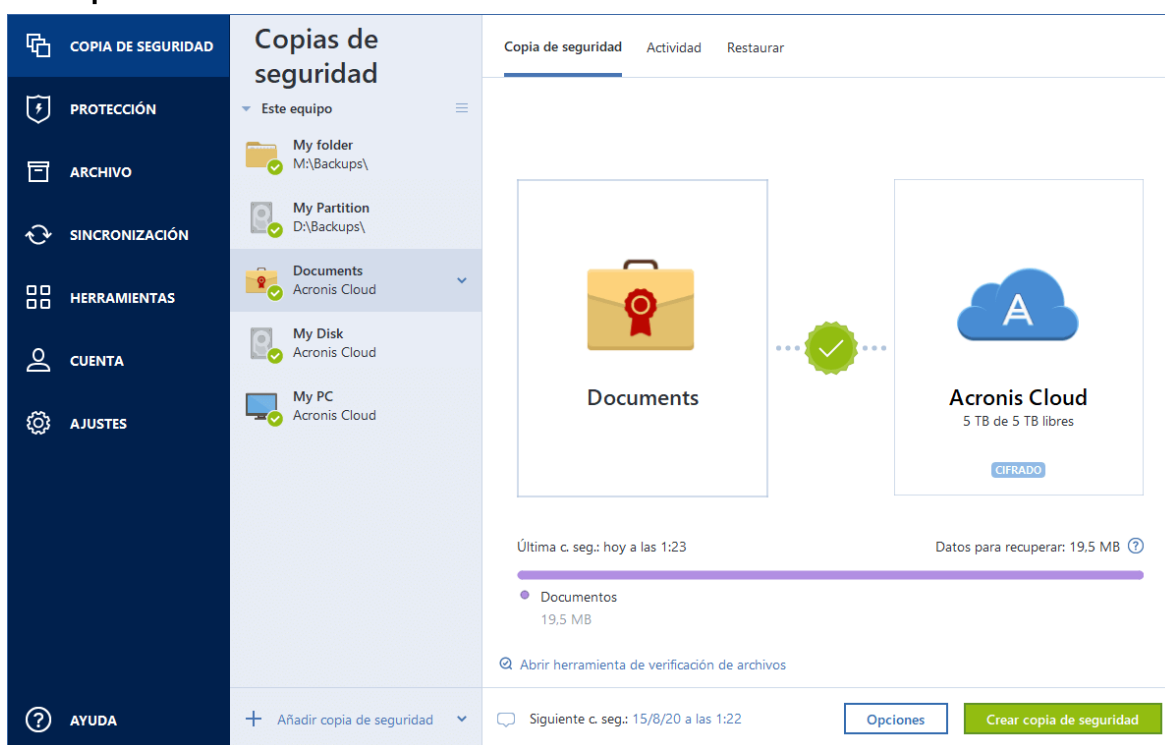 COPIA DE SEGURIDAD
PROTECCIÓN
ARCHIVO
SINCRONIZACIÓN
HERRAMIENTAS
CUENTA
AJUSTES
AYUDA
Copias de
seguridad
Este equipo
My folder
M:\Backups\
My Partition
D:\Backups\
Documents
Acronis Cloud
My Disk
Acronis Cloud
My PC
Acronis Cloud
Añadir copia de seguridad
Copia de seguridad Actividad Restaurar
Documents
A
Acronis Cloud
5 TB de 5 TB libres
CIFRADO
Última c. seg.: hoy a las 1:23
Datos para recuperar: 19,5 MB ?
Documentos
19,5 MB
Abrir herramienta de verificación de archivos
Siguiente c. seg.: 15/8/20 a las 1:22
Opciones
Crear copia de seguridad